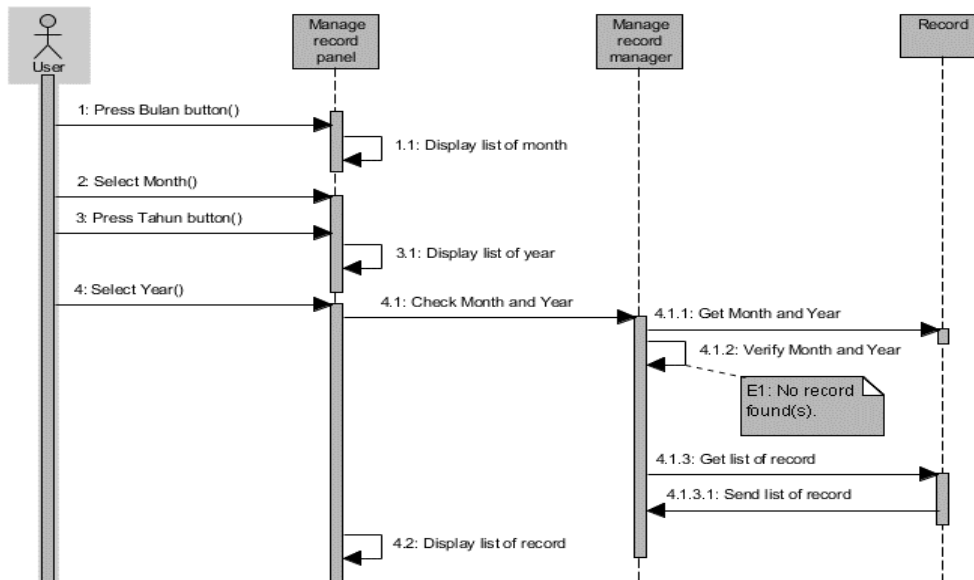 User
Manage
record
panel
Manage
record
manager
Record
1: Press Bulan button()
1.1: Display list of month
2: Select Month()
3: Press Tahun button()
3.1: Display list of year
4: Select Year()
4.1: Check Month and Year
4.1.1: Get Month and Year
4.1.2: Verify Month and Year
E1: No record
found(s).
4.1.3: Get list of record
4.1.3.1: Send list of record
4.2: Display list of record